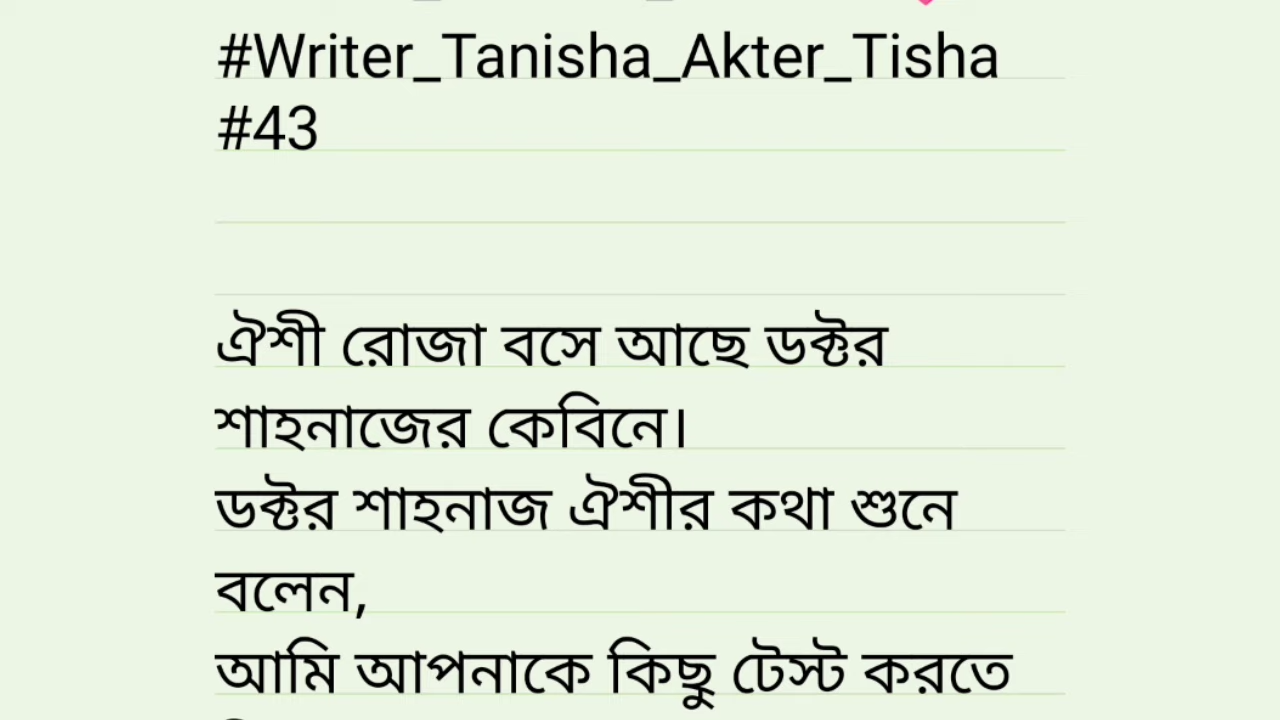 #Writer_Tanisha_Akter_Tisha
#43
ঐশী রোজা বসে আছে ডক্টর
শাহনাজের কেবিনে।
ডক্টর শাহনাজ ঐশীর কথা শুনে
বলেন,
আমি আপনাকে কিছু টেস্ট করতে